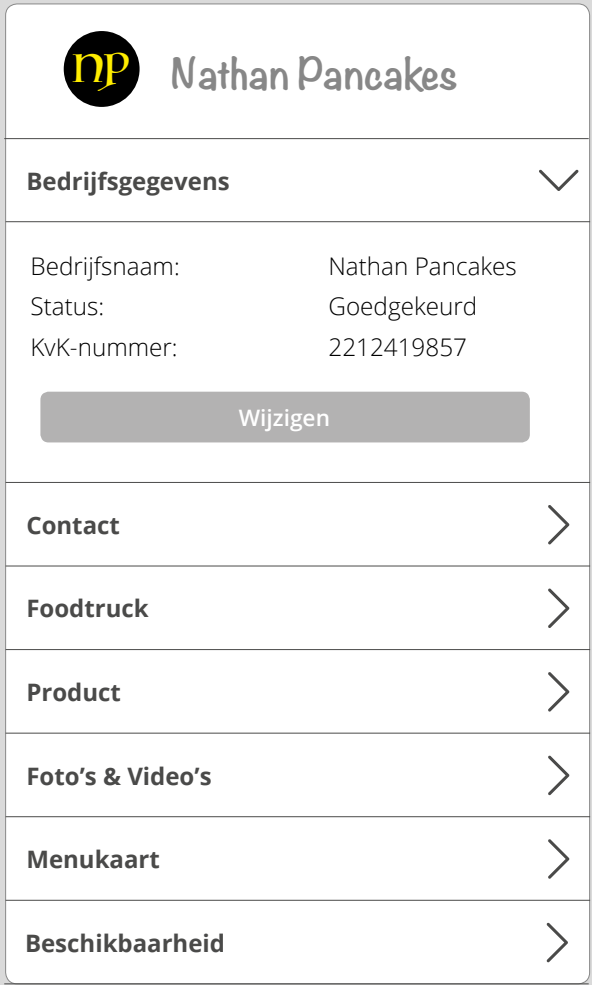 np Nathan Pancakes
Bedrijfsgegevens
Bedrijfsnaam: Nathan Pancakes
Status: Goedgekeurd
KvK-nummer: 2212419857
Wijzigen
Contact
Foodtruck
Product
Foto’s & Video’s
Menukaart
Beschikbaarheid